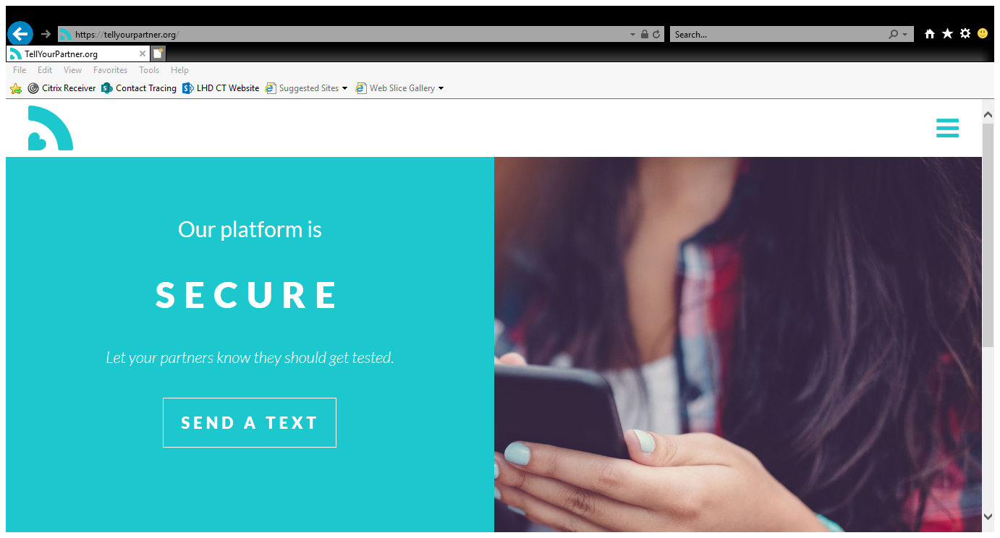 https://tellyourpartner.org/
Search...
TellYourPartner.org
File Edit View Favorites Tools Help
Citrix Receiver Contact Tracing LHD CT Website Suggested Sites Web Slice Gallery
Our platform is
SECURE
Let your partners know they should get tested.
SEND A TEXT